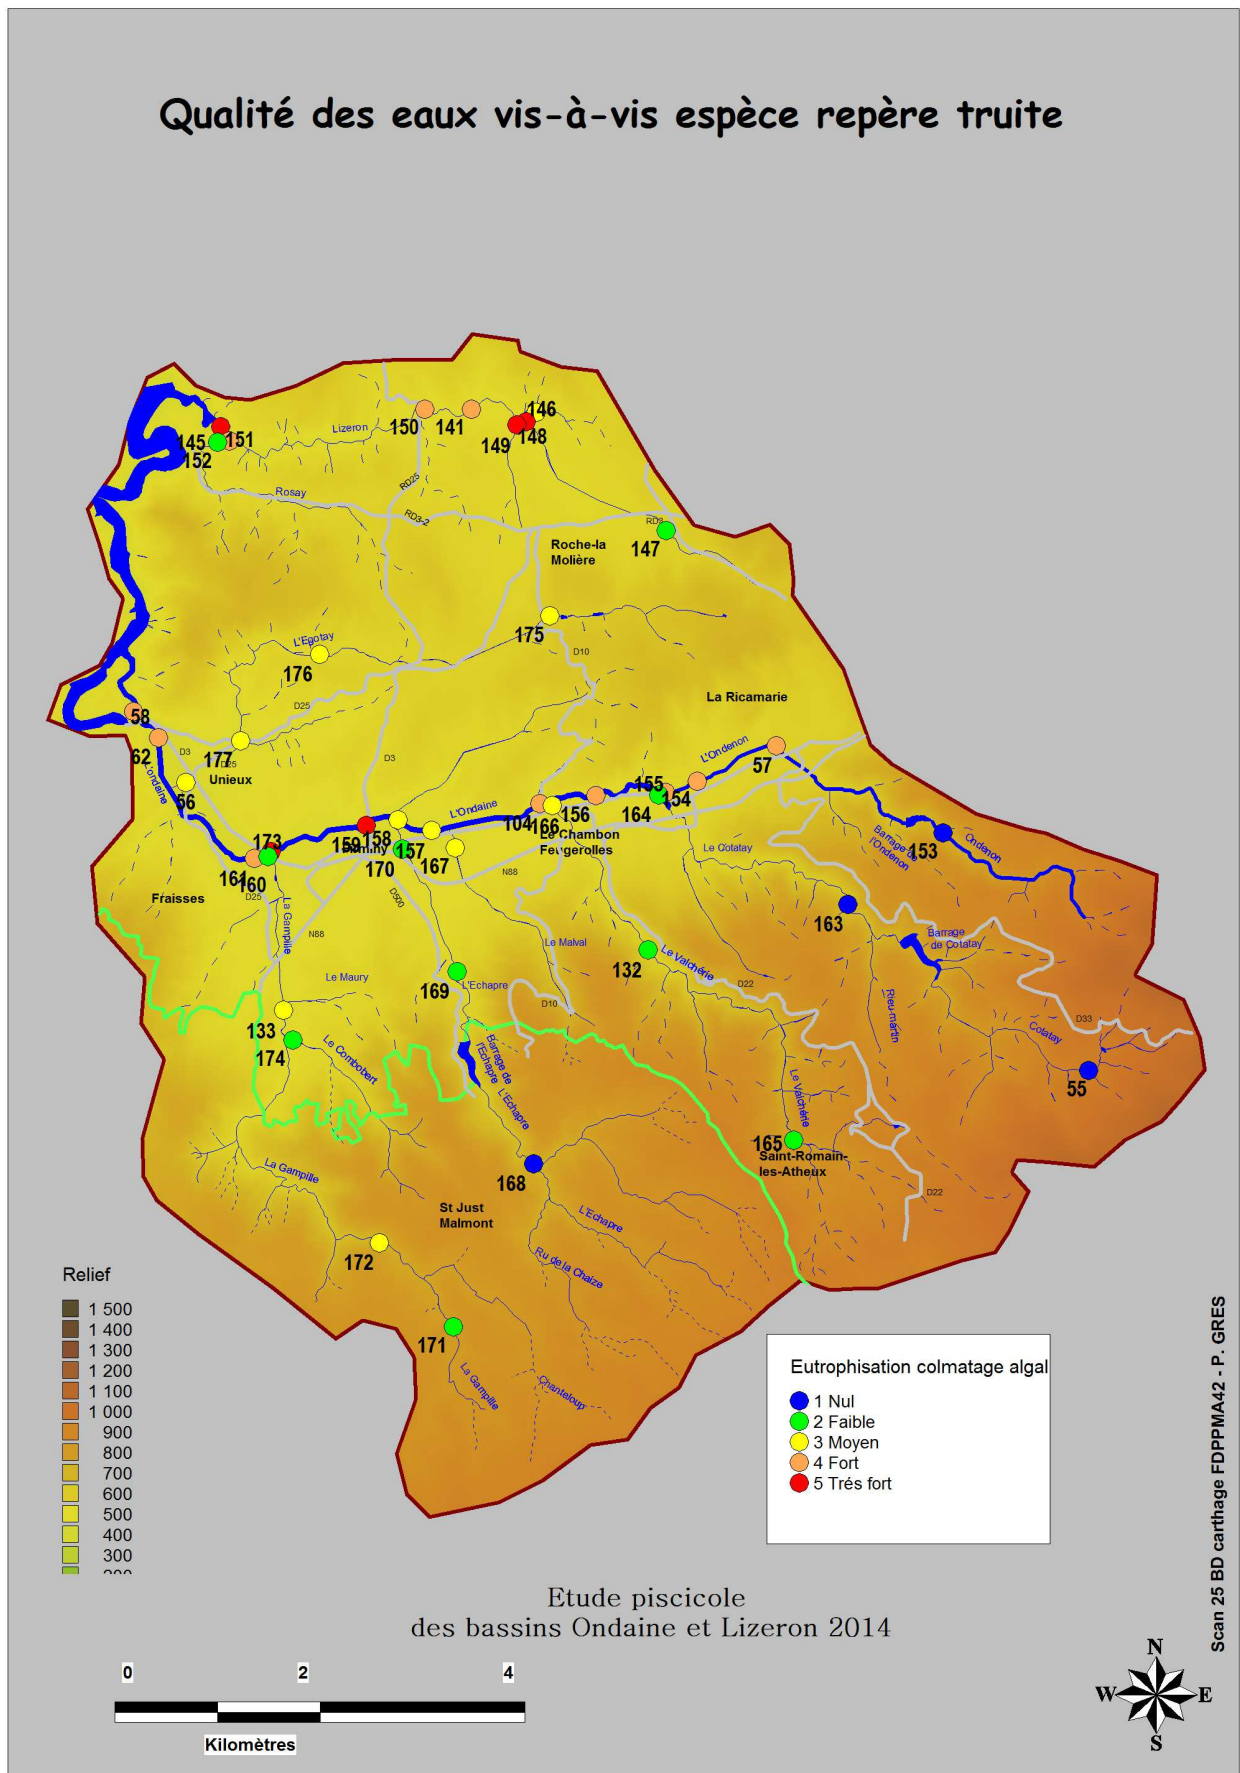 Qualité des eaux vis-à-vis espèce repère truite
146
150
141
Lizeron
145
151
148
149
152
RD25
Rosay
RD3-2
RD3
147
Roche-la
Molière
175
L'Egotay
176
D10
La Ricamarie
D25
58
62
D3
177
D25
Unieux
D3
L'Ondenon
57
L'ondaine
56
155
154
164
L'Ondaine
104
166
156
Le Chambon
Feugerolles
173
159
158
157
170
167
161
160
Le Cotatay
Barrage de
l'Ondenon
153
Ondenon
N88
Fraisses
D25
D500
La Gampille
N88
163
Le Malval
132
Le Valchérie
Barrage
de Cotatay
Le Maury
169
L'Echapre
D22
D10
Rieu-martin
D33
133
174
Le Combobert
Barrage de
l'Echapre
Cotatay
55
L'Echapre
Le Valchérie
165
Saint-Romain-
les-Atheux
La Gampille
168
D22
St Just
Malmont
L'Echapre
172
Ru de la Chaize
171
La Gampille
Chanteloup
Relief
1 500
1 400
1 300
1 200
1 100
1 000
900
800
700
600
500
400
300
Eutrophisation colmatage algal
1 Nul
2 Faible
3 Moyen
4 Fort
5 Trés fort
Scan 25 BD carthage FDPPMA42 - P. GRES
Etude piscicole
des bassins Ondaine et Lizeron 2014
0 2 4
Kilomètres
N
W E
S